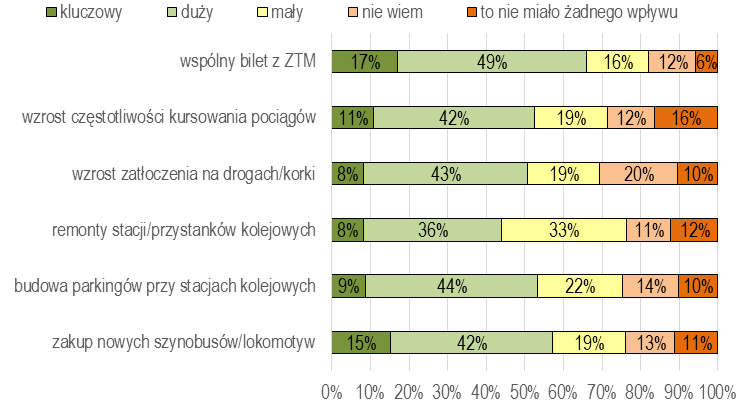 kluczowy duży mały nie wiem to nie miało żadnego wpływu
wspólny bilet z ZTM 17% 49% 16% 12% 6%
wzrost częstotliwości kursowania pociągów 11% 42% 19% 12% 16%
wzrost zatłoczenia na drogach/korki 8% 43% 19% 20% 10%
remonty stacji/przystanków kolejowych 8% 36% 33% 11% 12%
budowa parkingów przy stacjach kolejowych 9% 44% 22% 14% 10%
zakup nowych szynobusów/lokomotyw 15% 42% 19% 13% 11%
0% 10% 20% 30% 40% 50% 60% 70% 80% 90% 100%